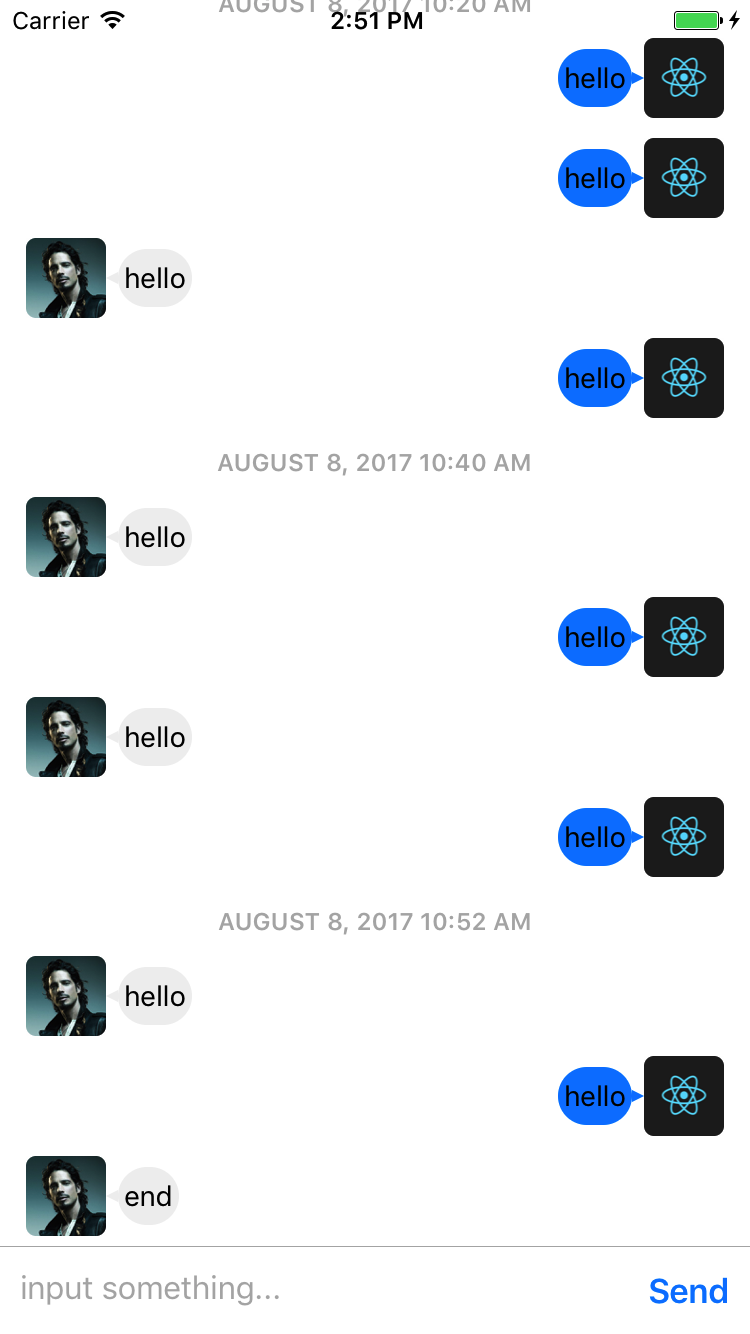 AUGUST 8, 2017 10:20 AM
Carrier 2:51 PM
hello
hello
hello
hello
AUGUST 8, 2017 10:40 AM
hello
hello
hello
hello
AUGUST 8, 2017 10:52 AM
hello
hello
end
input something...
Send